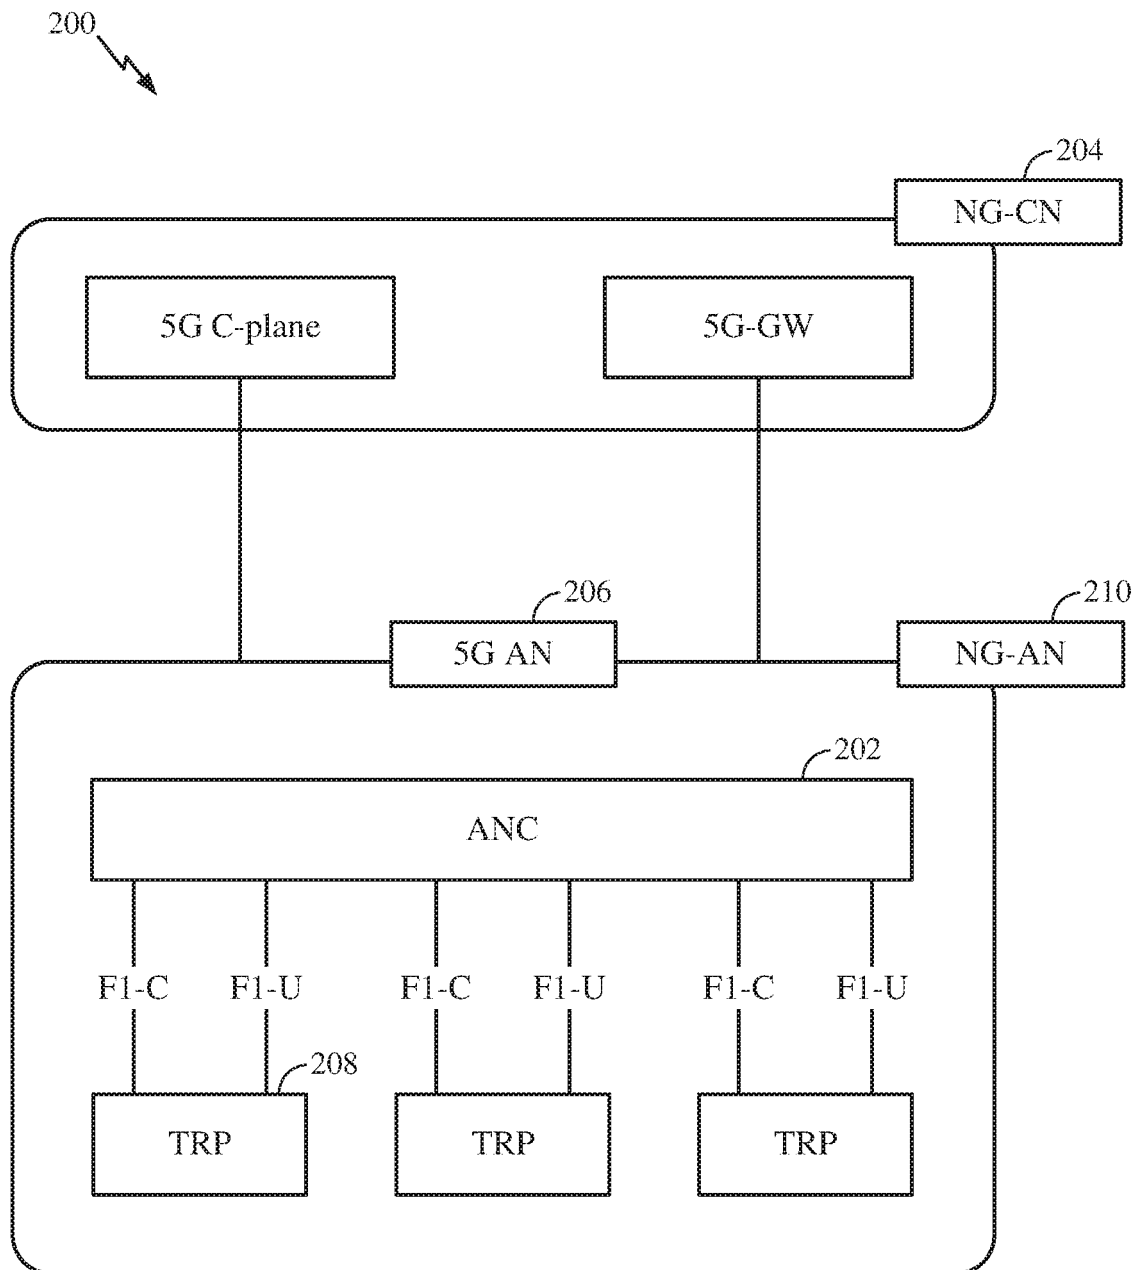 200
204
NG-CN
5G C-plane
5G-GW
206
210
5G AN
NG-AN
202
ANC
F1-C
F1-U
F1-C
F1-U
F1-C
F1-U
208
TRP
TRP
TRP